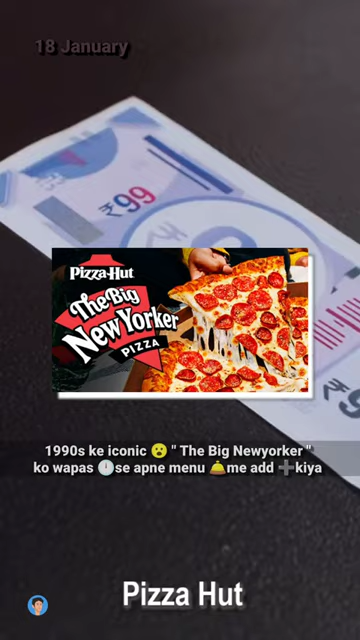 18 January
₹99
Pizza Hut
The Big
New Yorker
PIZZA
1990s ke iconic 😮 " The Big Newyorker "
ko wapas 🕛se apne menu 🛎️me add ➕kiya
Pizza Hut